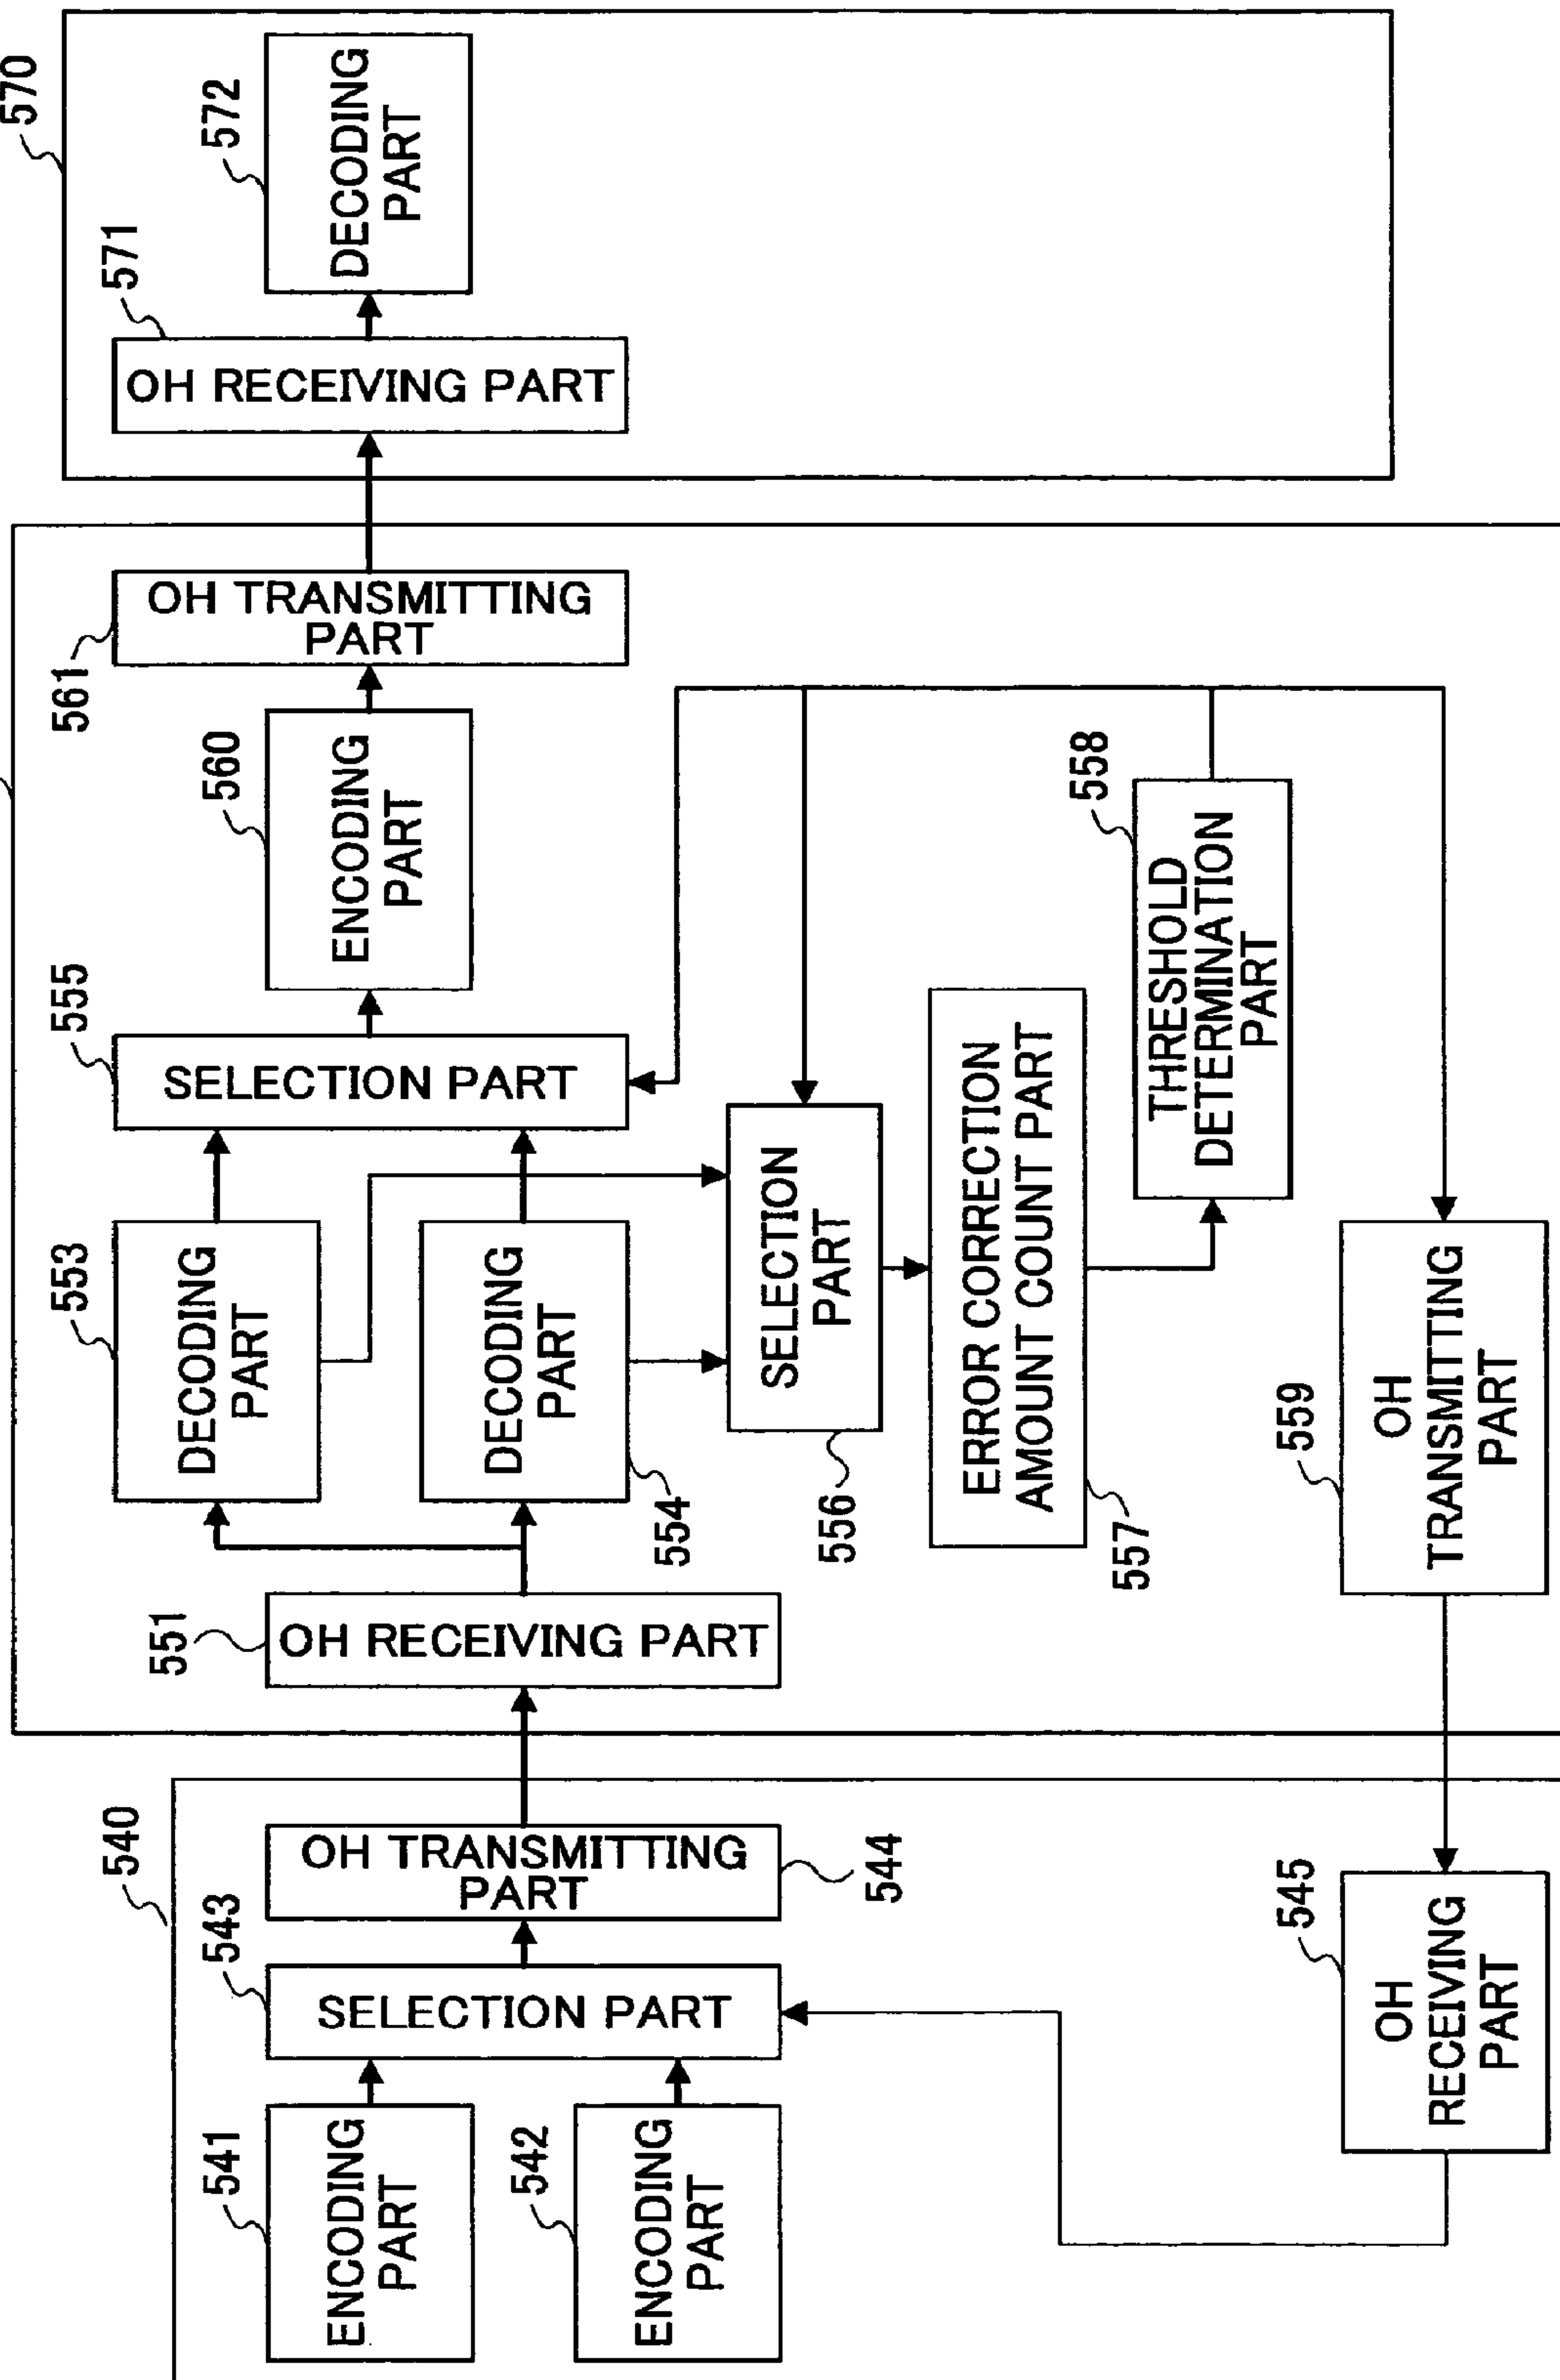 540
541
ENCODING
PART
542
ENCODING
PART
543
SELECTION PART
544
OH TRANSMITTING
PART
545
OH
RECEIVING
PART
551
OH RECEIVING PART
553
DECODING
PART
554
DECODING
PART
555
SELECTION PART
556
SELECTION
PART
557
ERROR CORRECTION
AMOUNT COUNT PART
558
THRESHOLD
DETERMINATION
PART
559
OH
TRANSMITTING
PART
560
ENCODING
PART
561
OH TRANSMITTING
PART
570
571
OH RECEIVING PART
572
DECODING
PART